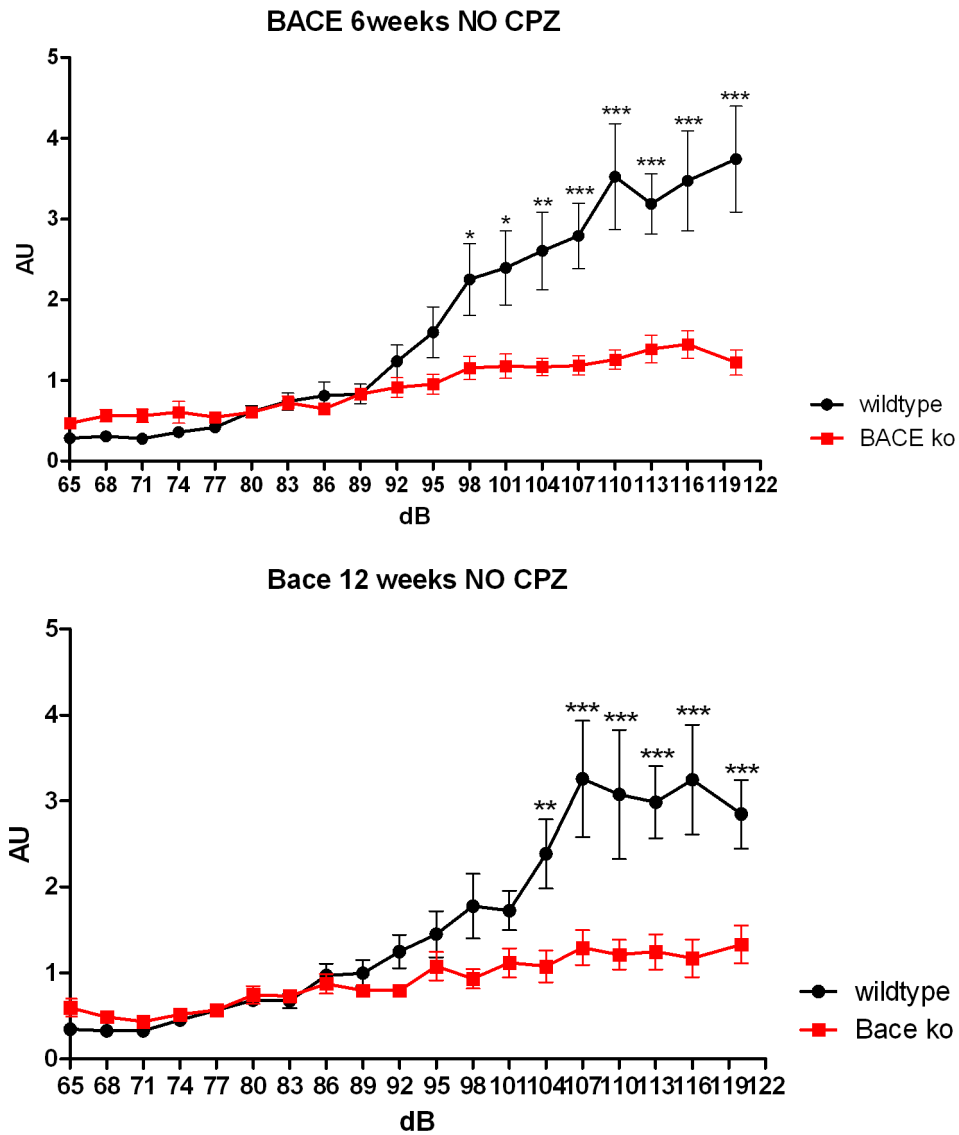 BACE 6weeks NO CPZ
5
4
3
2
1
0
AU
* * ** *** *** *** *** ***
65 68 71 74 77 80 83 86 89 92 95 98 101 104 107 110 113 116 119 122
dB
wildtype
BACE ko
Bace 12 weeks NO CPZ
5
4
3
2
1
0
AU
** *** *** *** *** ***
65 68 71 74 77 80 83 86 89 92 95 98 101 104 107 110 113 116 119 122
dB
wildtype
Bace ko